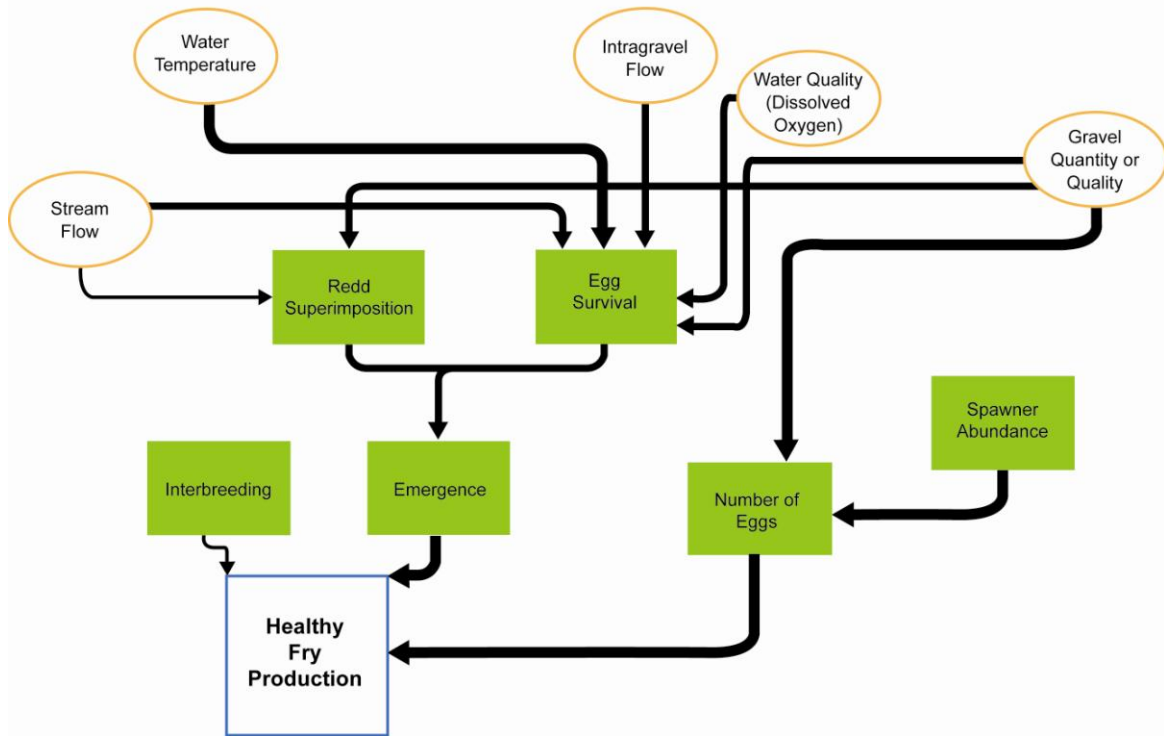 Water
Temperature
Intragravel
Flow
Water Quality
(Dissolved
Oxygen)
Gravel
Quantity or
Quality
Stream
Flow
Redd
Superimposition
Egg
Survival
Spawner
Abundance
Interbreeding
Emergence
Number of
Eggs
Healthy
Fry
Production